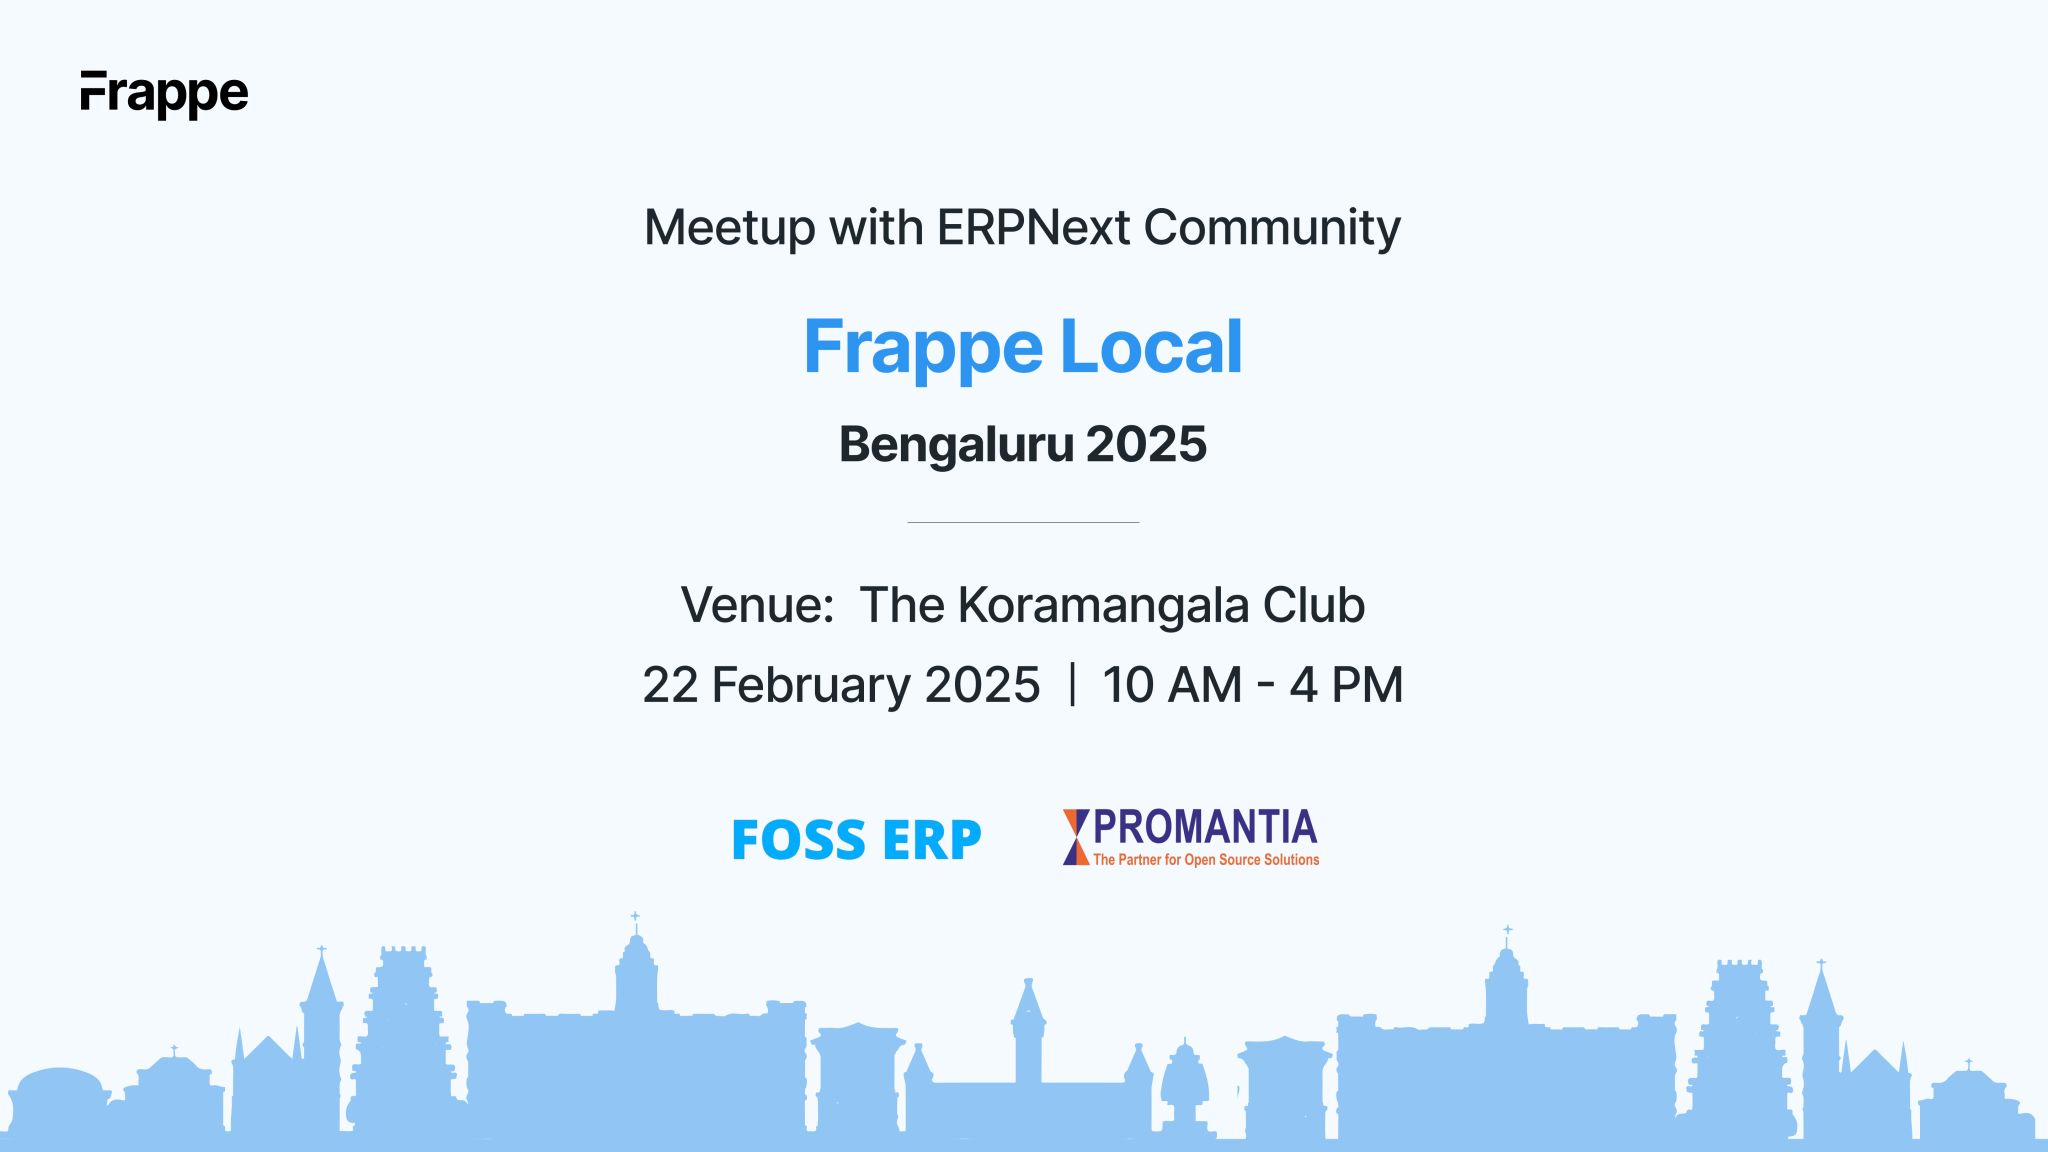 Frappe
Meetup with ERPNext Community
Frappe Local
Bengaluru 2025
Venue: The Koramangala Club
22 February 2025 | 10 AM - 4 PM
FOSS ERP
PROMANTIA
The Partner for Open Source Solutions